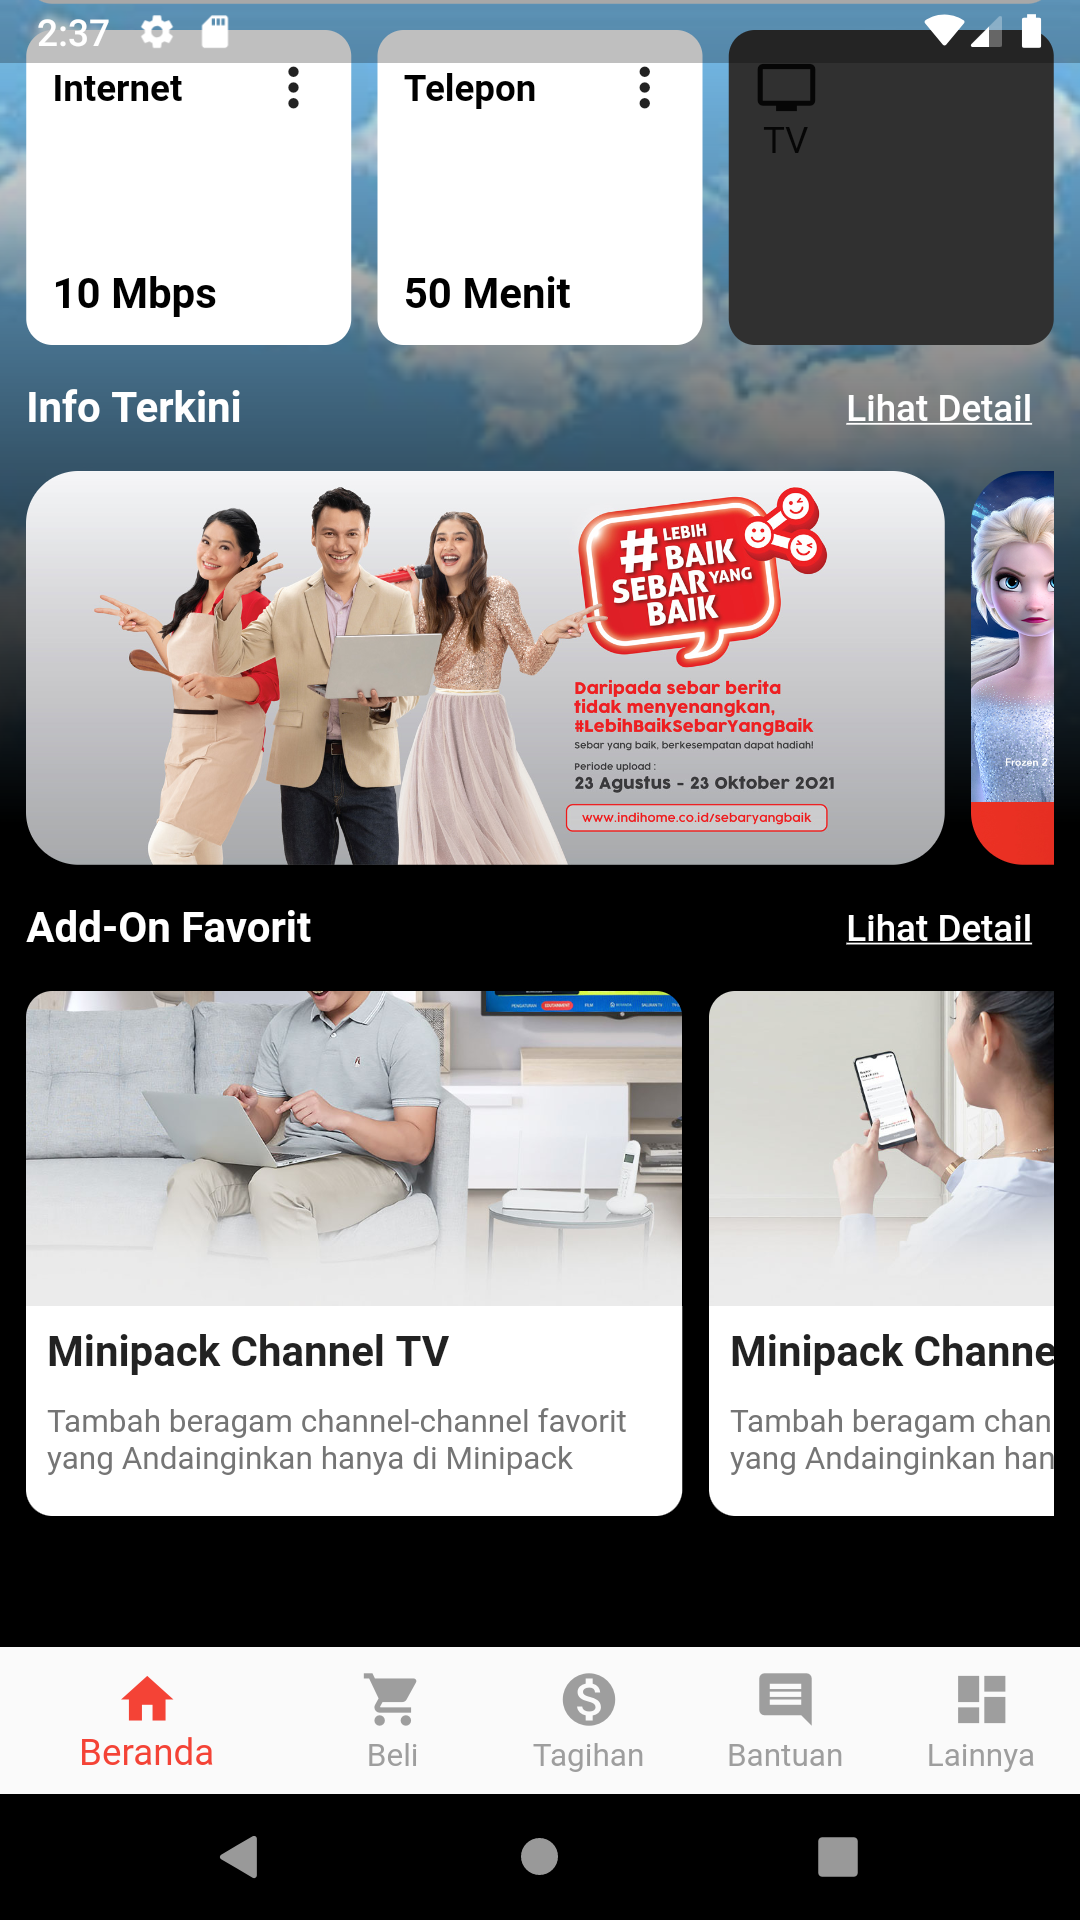 2:37
Internet
Telepon
TV
10 Mbps
50 Menit
Info Terkini
Lihat Detail
# LEBIH
BAIK
SEBAR YANG
BAIK
Daripada sebar berita
tidak menyenangkan,
#LebihBaikSebarYangBaik
Sebar yang baik, berkesempatan dapat hadiah!
Periode upload :
23 Agustus - 23 Oktober 2021
www.indihome.co.id/sebaryangbaik
Frozen 2
Add-On Favorit
Lihat Detail
Minipack Channel TV
Tambah beragam channel-channel favorit
yang Andainginkan hanya di Minipack
Minipack Channe
Tambah beragam chan
yang Andainginkan han
Beranda
Beli
Tagihan
Bantuan
Lainnya